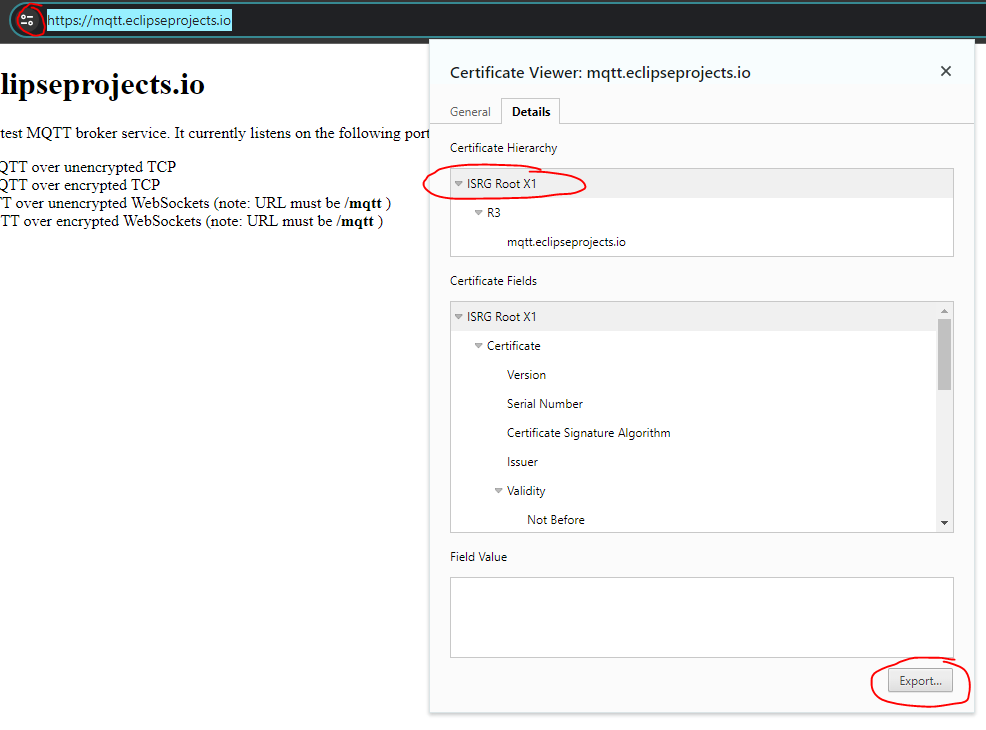 https://mqtt.eclipseprojects.io
lipseprojects.io
test MQTT broker service. It currently listens on the following port
QTT over unencrypted TCP
QTT over encrypted TCP
TT over unencrypted WebSockets (note: URL must be /mqtt )
TT over encrypted WebSockets (note: URL must be /mqtt )
Certificate Viewer: mqtt.eclipseprojects.io
General Details
Certificate Hierarchy
ISRG Root X1
R3
mqtt.eclipseprojects.io
Certificate Fields
ISRG Root X1
Certificate
Version
Serial Number
Certificate Signature Algorithm
Issuer
Validity
Not Before
Field Value
Export...